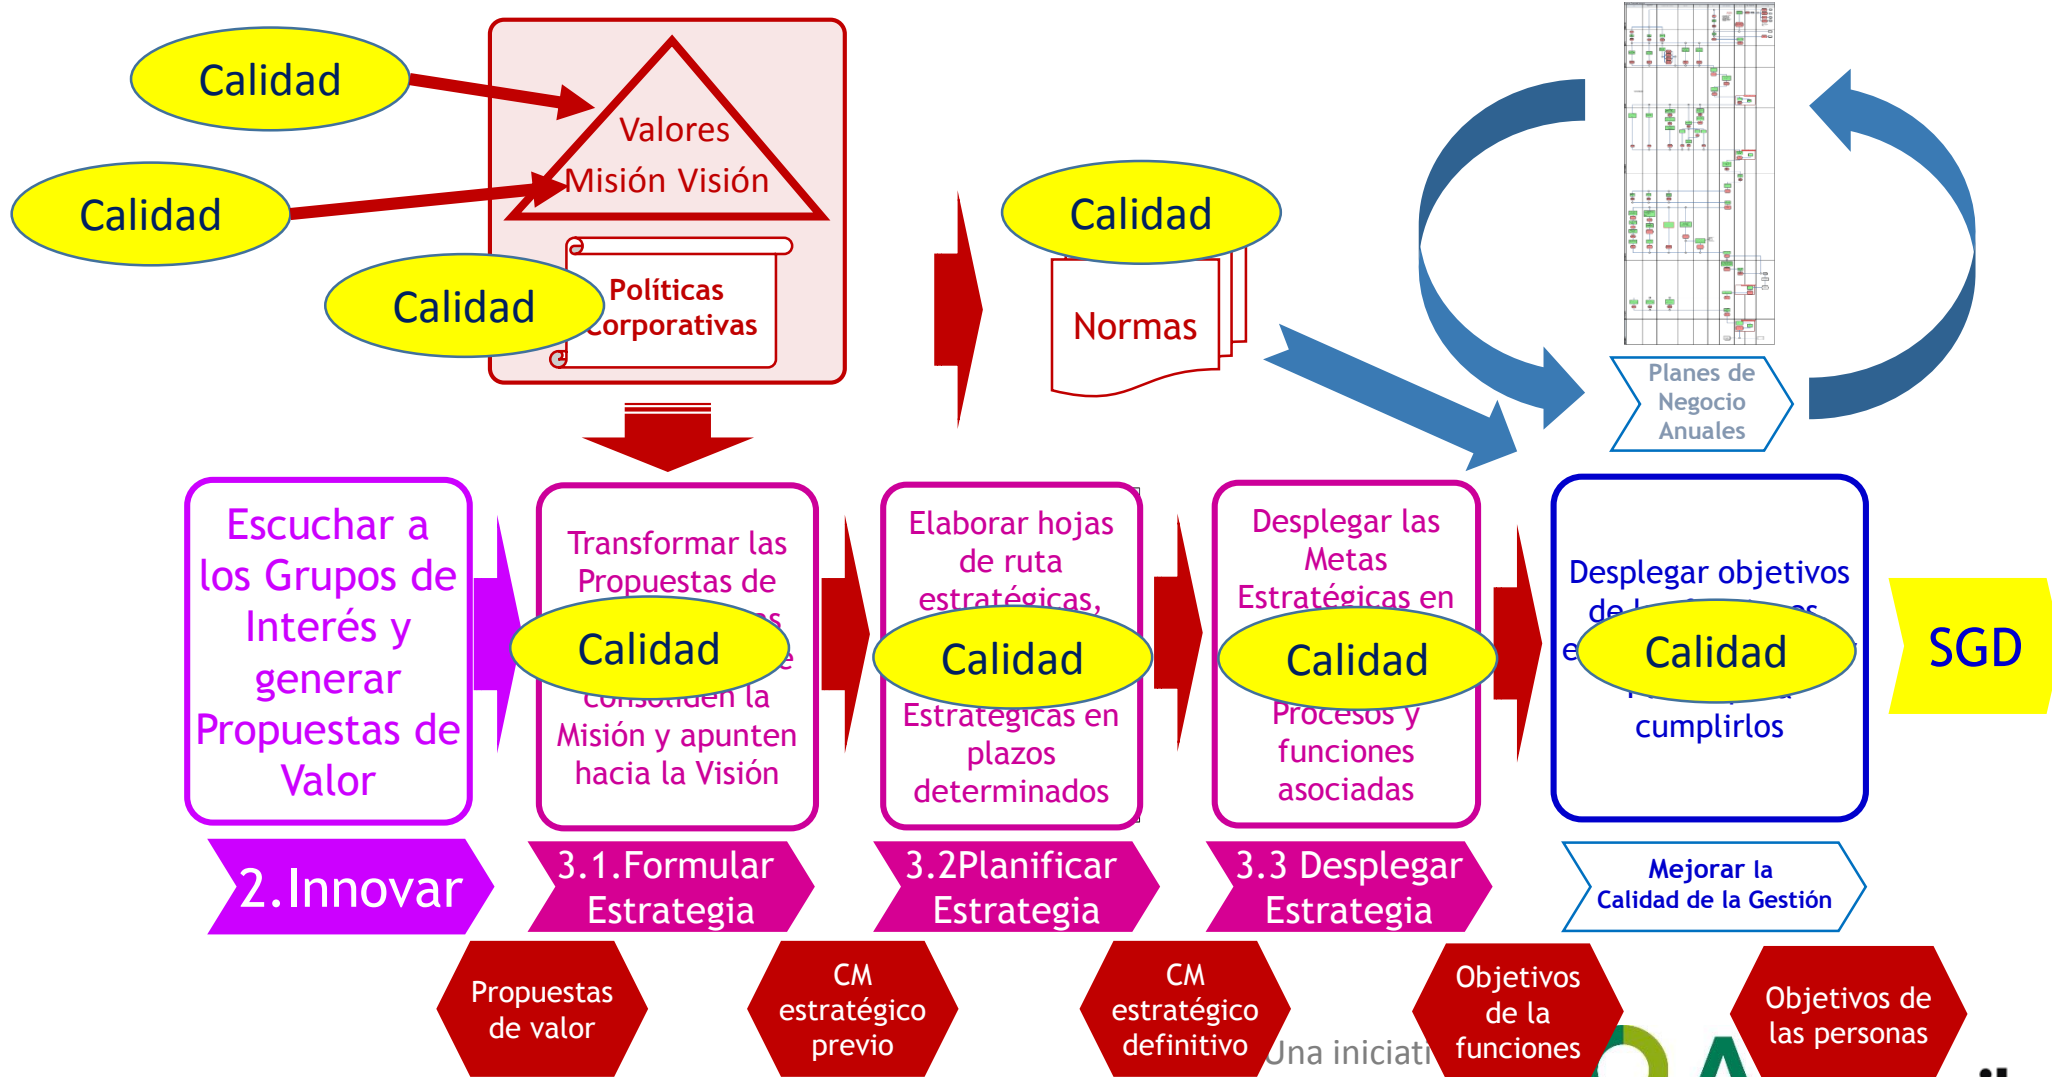 Calidad
Calidad
Calidad
Valores
Misión Visión
Políticas
Corporativas
Calidad
Normas
Planes de
Negocio
Anuales
Escuchar a
los Grupos de
Interés y
generar
Propuestas de
Valor
Transformar las
Propuestas de
Calidad
consoliden la
Misión y apunten
hacia la Visión
Elaborar hojas
de ruta
estratégicas,
Calidad
Estratégicas en
plazos
determinados
Desplegar las
Metas
Estratégicas en
Calidad
Procesos y
funciones
asociadas
Desplegar objetivos
Calidad
cumplirlos
SGD
2.Innovar
3.1.Formular
Estrategia
3.2Planificar
Estrategia
3.3 Desplegar
Estrategia
Mejorar la
Calidad de la Gestión
Propuestas
de valor
CM
estratégico
previo
CM
estratégico
definitivo
Objetivos
de la
funciones
Objetivos de
las personas
Una iniciati